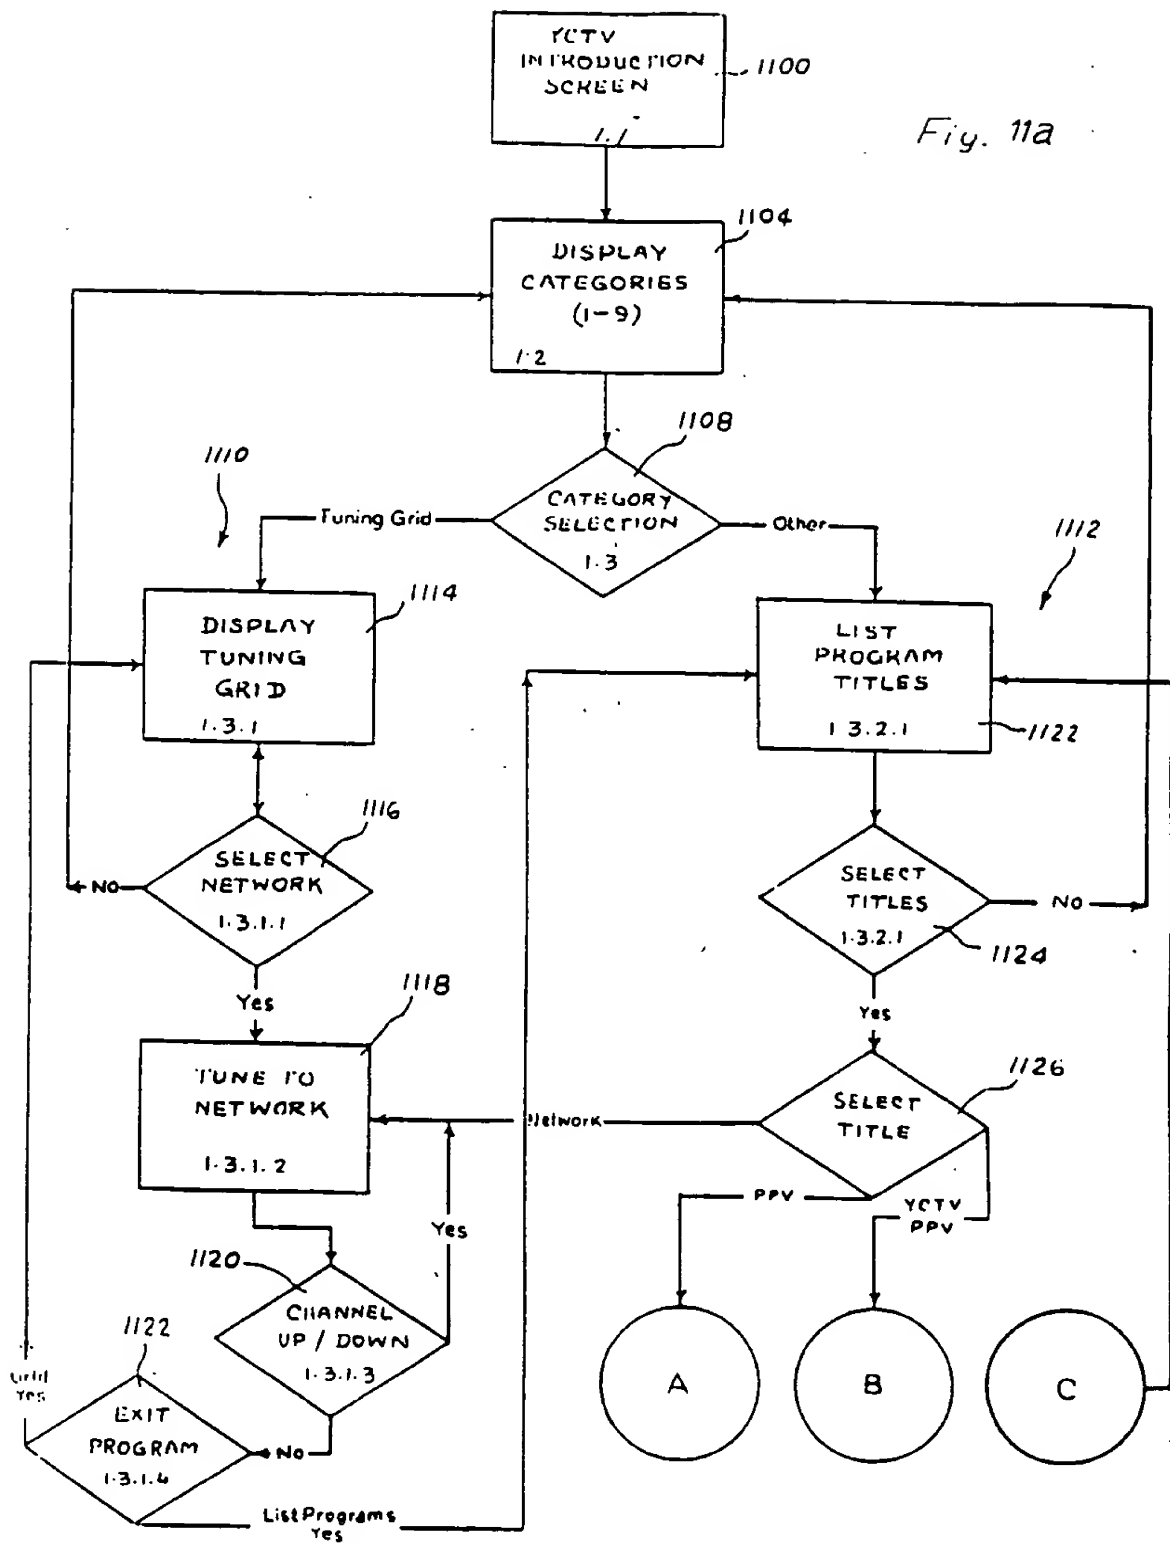 YCTV
INTRODUCTION
SCREEN
1.1
1100
Fig. 11a
1104
DISPLAY
CATEGORIES
(1-9)
1.2
1108
1110
CATEGORY
SELECTION
1.3
Tuning Grid
Other
1112
1114
DISPLAY
TUNING
GRID
1.3.1
LIST
PROGRAM
TITLES
1.3.2.1
1122
1116
SELECT
NETWORK
1.3.1.1
NO
SELECT
TITLES
1.3.2.1
NO
1124
Yes
1118
Yes
1126
TUNE TO
NETWORK
1.3.1.2
Network
SELECT
TITLE
PPV
YCTV
PPV
Yes
1120
CHANNEL
UP / DOWN
1.3.1.3
1122
Grid
Yes
EXIT
PROGRAM
1.3.1.4
NO
A
B
C
List Programs
Yes